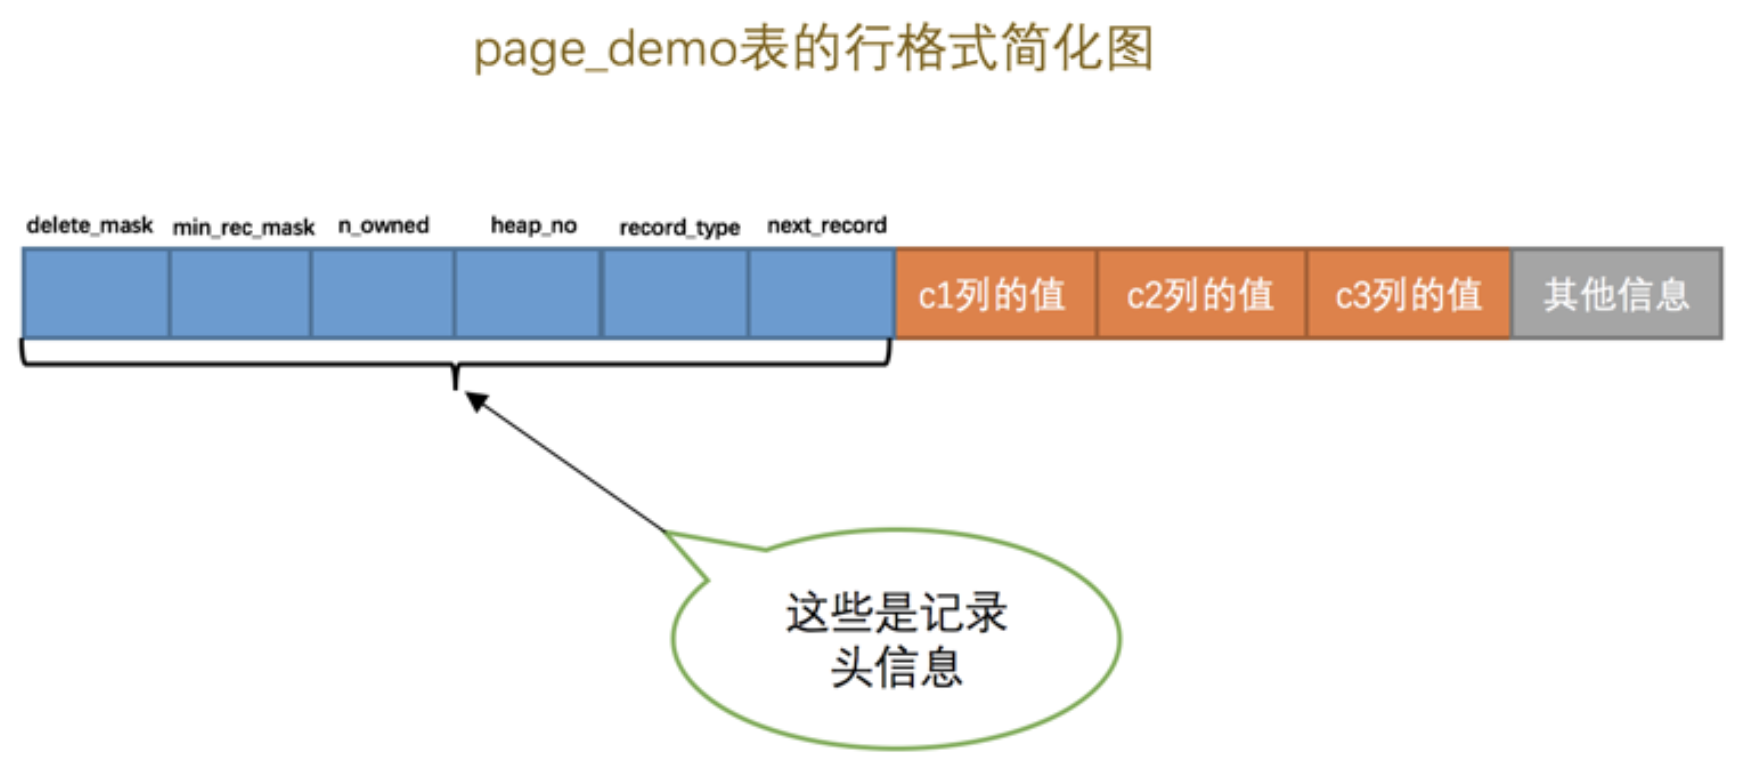 page_demo表的行格式简化图
delete_mask min_rec_mask n_owned heap_no record_type next_record
c1列的值 c2列的值 c3列的值 其他信息
这些是记录
头信息